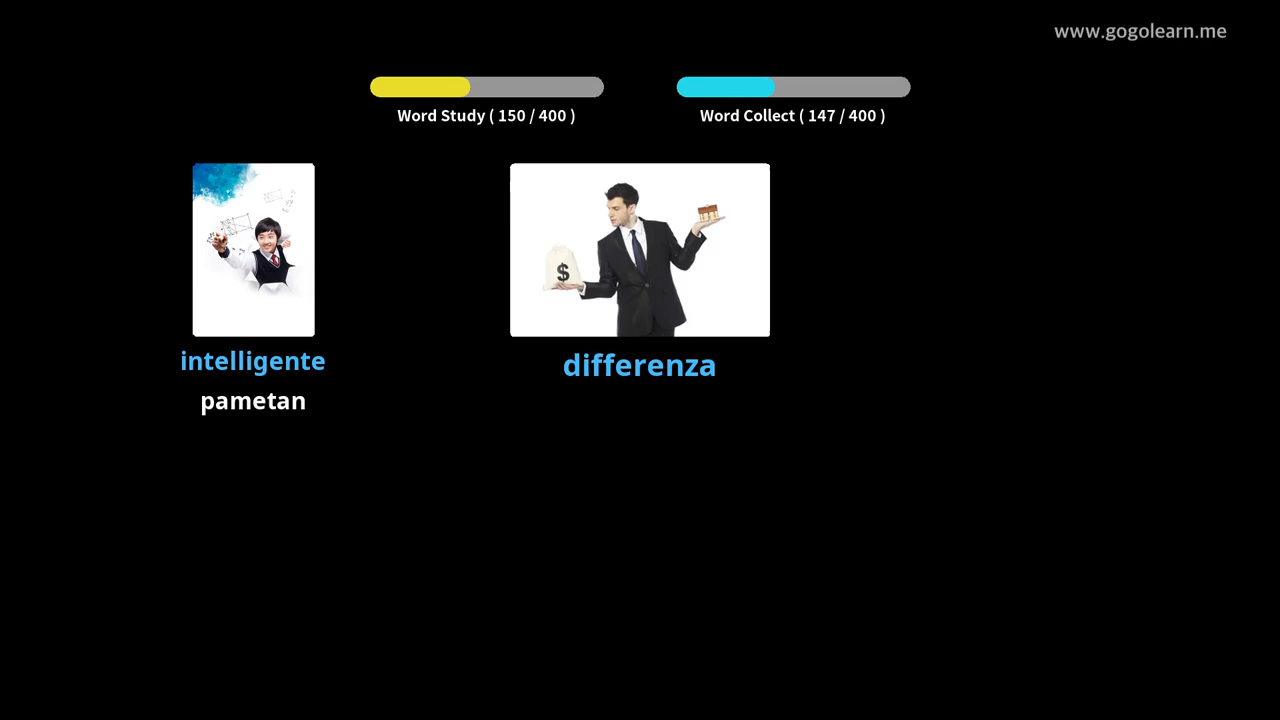 www.gogolearn.me
Word Study ( 150 / 400 )
Word Collect ( 147 / 400 )
$
intelligente
pametan
differenza